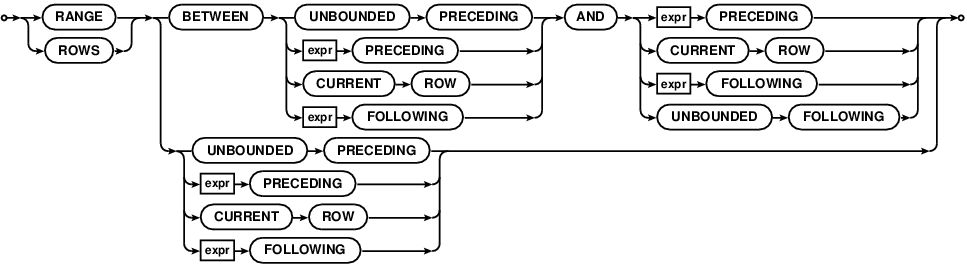 RANGE BETWEEN UNBOUNDED PRECEDING AND expr PRECEDING
ROWS expr PRECEDING CURRENT ROW
CURRENT ROW expr FOLLOWING
expr FOLLOWING UNBOUNDED FOLLOWING
UNBOUNDED PRECEDING
expr PRECEDING
CURRENT ROW
expr FOLLOWING